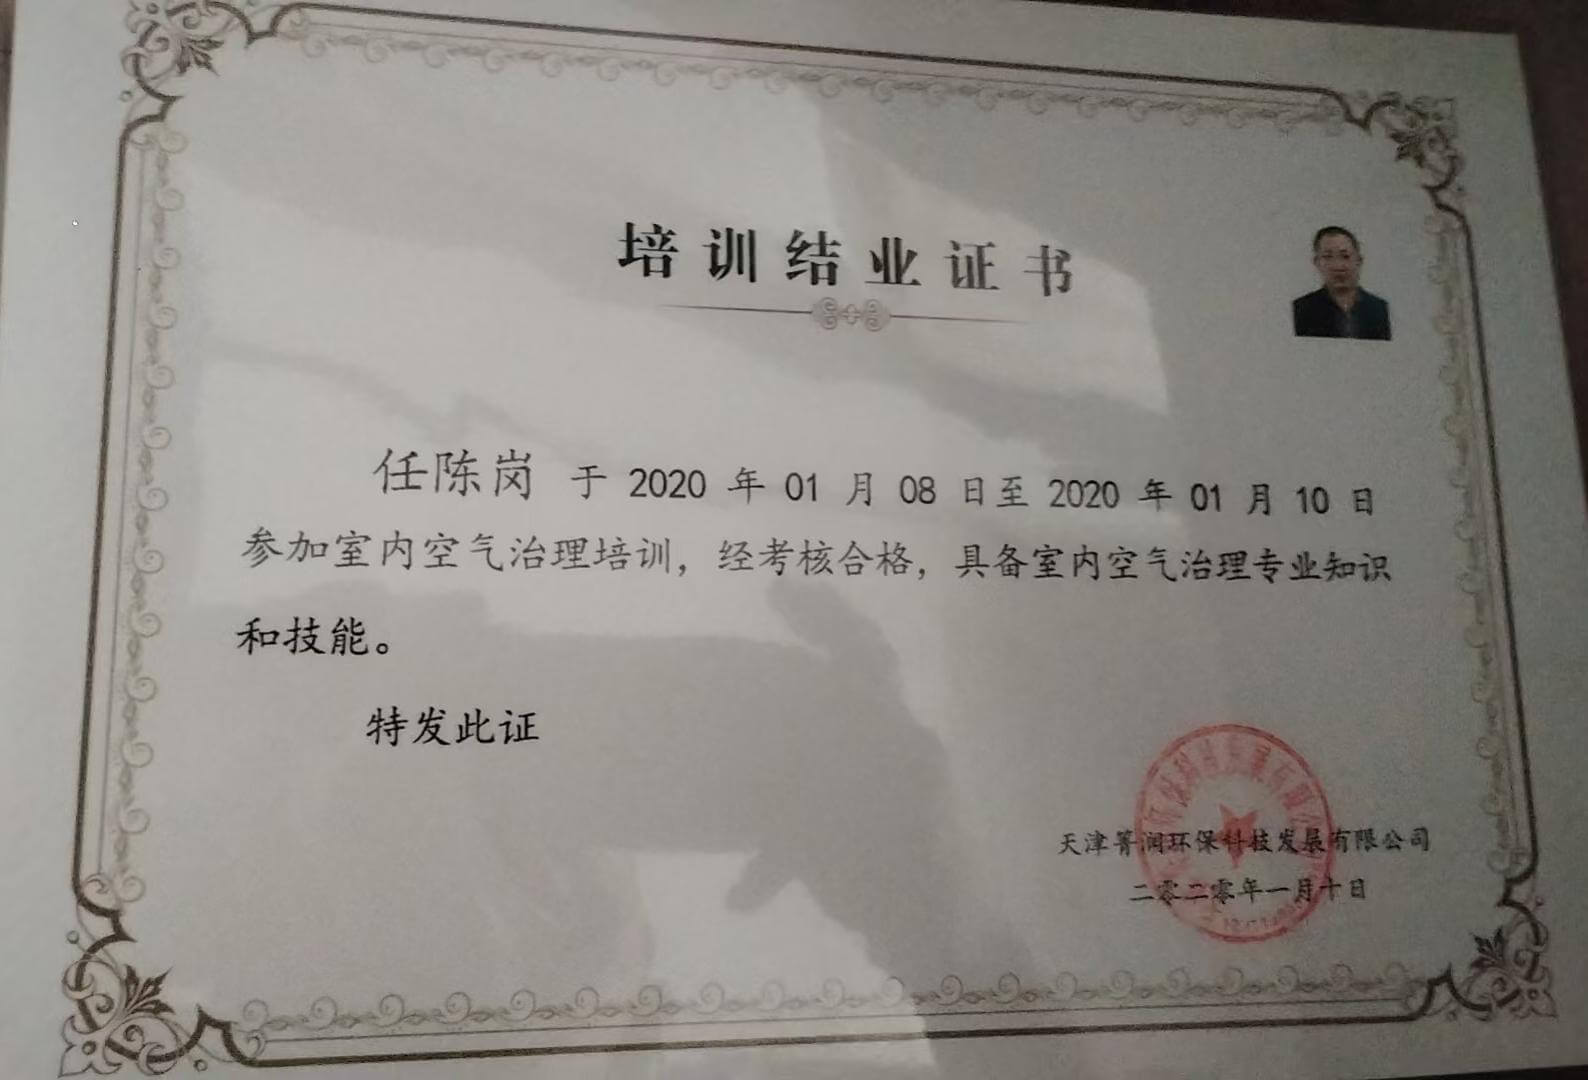 培训结业证书
任陈岗 于 2020 年 01 月 08 日至 2020 年 01 月 10 日
参加室内空气治理培训，经考核合格，具备室内空气治理专业知识
和技能。
特发此证
天津箐润环保科技发展有限公司
二零二零年一月十日